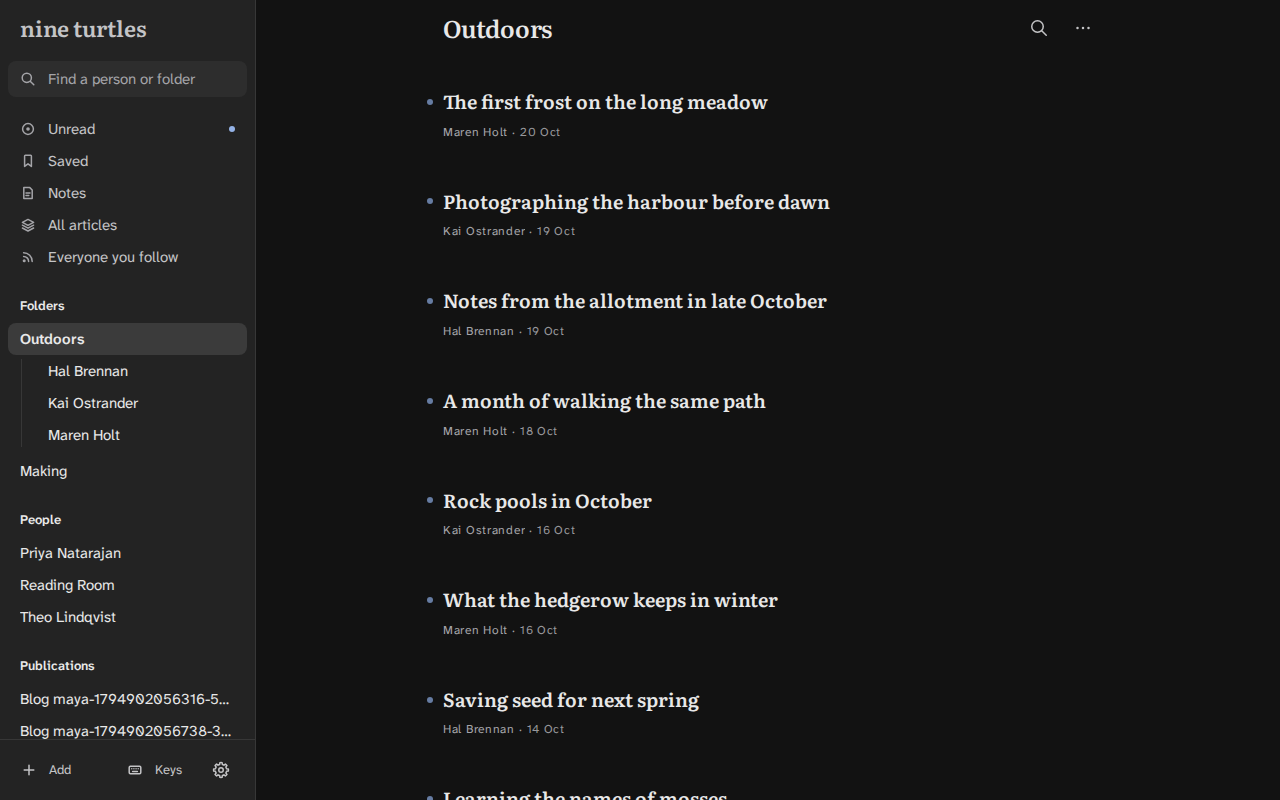 nine turtles
Find a person or folder
Unread
Saved
Notes
All articles
Everyone you follow
Folders
Outdoors
Hal Brennan
Kai Ostrander
Maren Holt
Making
People
Priya Natarajan
Reading Room
Theo Lindqvist
Publications
Blog maya-1794902056316-5...
Blog maya-1794902056738-3...
Add
Keys
Outdoors
The first frost on the long meadow
Maren Holt · 20 Oct
Photographing the harbour before dawn
Kai Ostrander · 19 Oct
Notes from the allotment in late October
Hal Brennan · 19 Oct
A month of walking the same path
Maren Holt · 18 Oct
Rock pools in October
Kai Ostrander · 16 Oct
What the hedgerow keeps in winter
Maren Holt · 16 Oct
Saving seed for next spring
Hal Brennan · 14 Oct
Learning the names of mosses